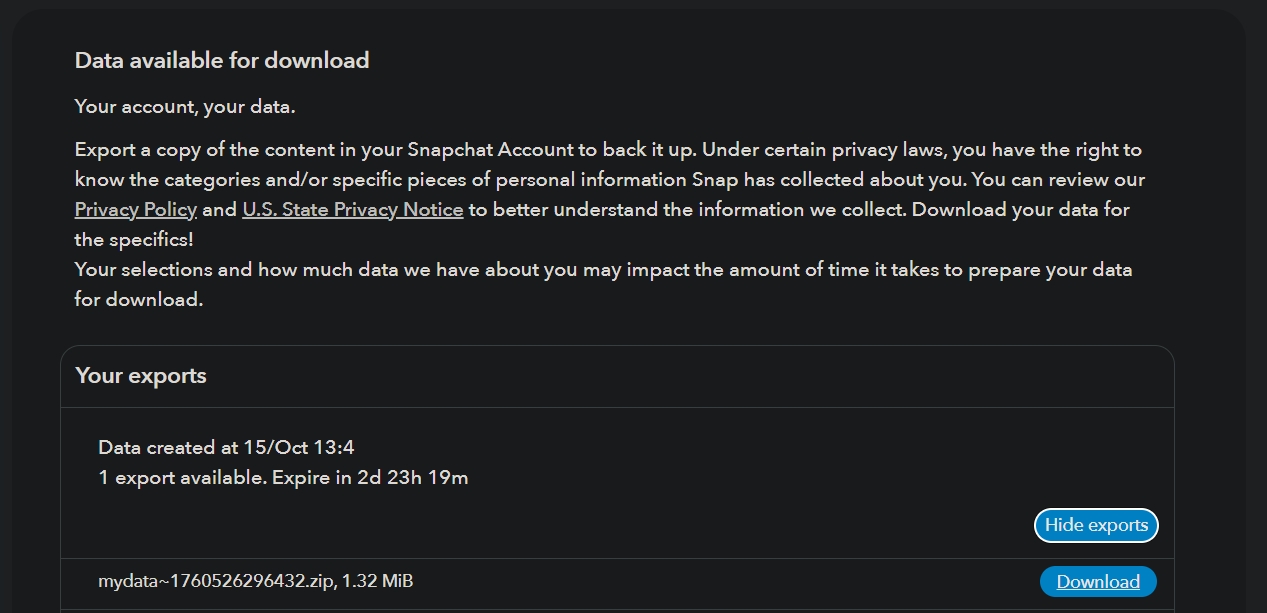 Data available for download
Your account, your data.
Export a copy of the content in your Snapchat Account to back it up. Under certain privacy laws, you have the right to
know the categories and/or specific pieces of personal information Snap has collected about you. You can review our
Privacy Policy and U.S. State Privacy Notice to better understand the information we collect. Download your data for
the specifics!
Your selections and how much data we have about you may impact the amount of time it takes to prepare your data
for download.
Your exports
Data created at 15/Oct 13:4
1 export available. Expire in 2d 23h 19m
Hide exports
mydata~1760526296432.zip, 1.32 MiB
Download